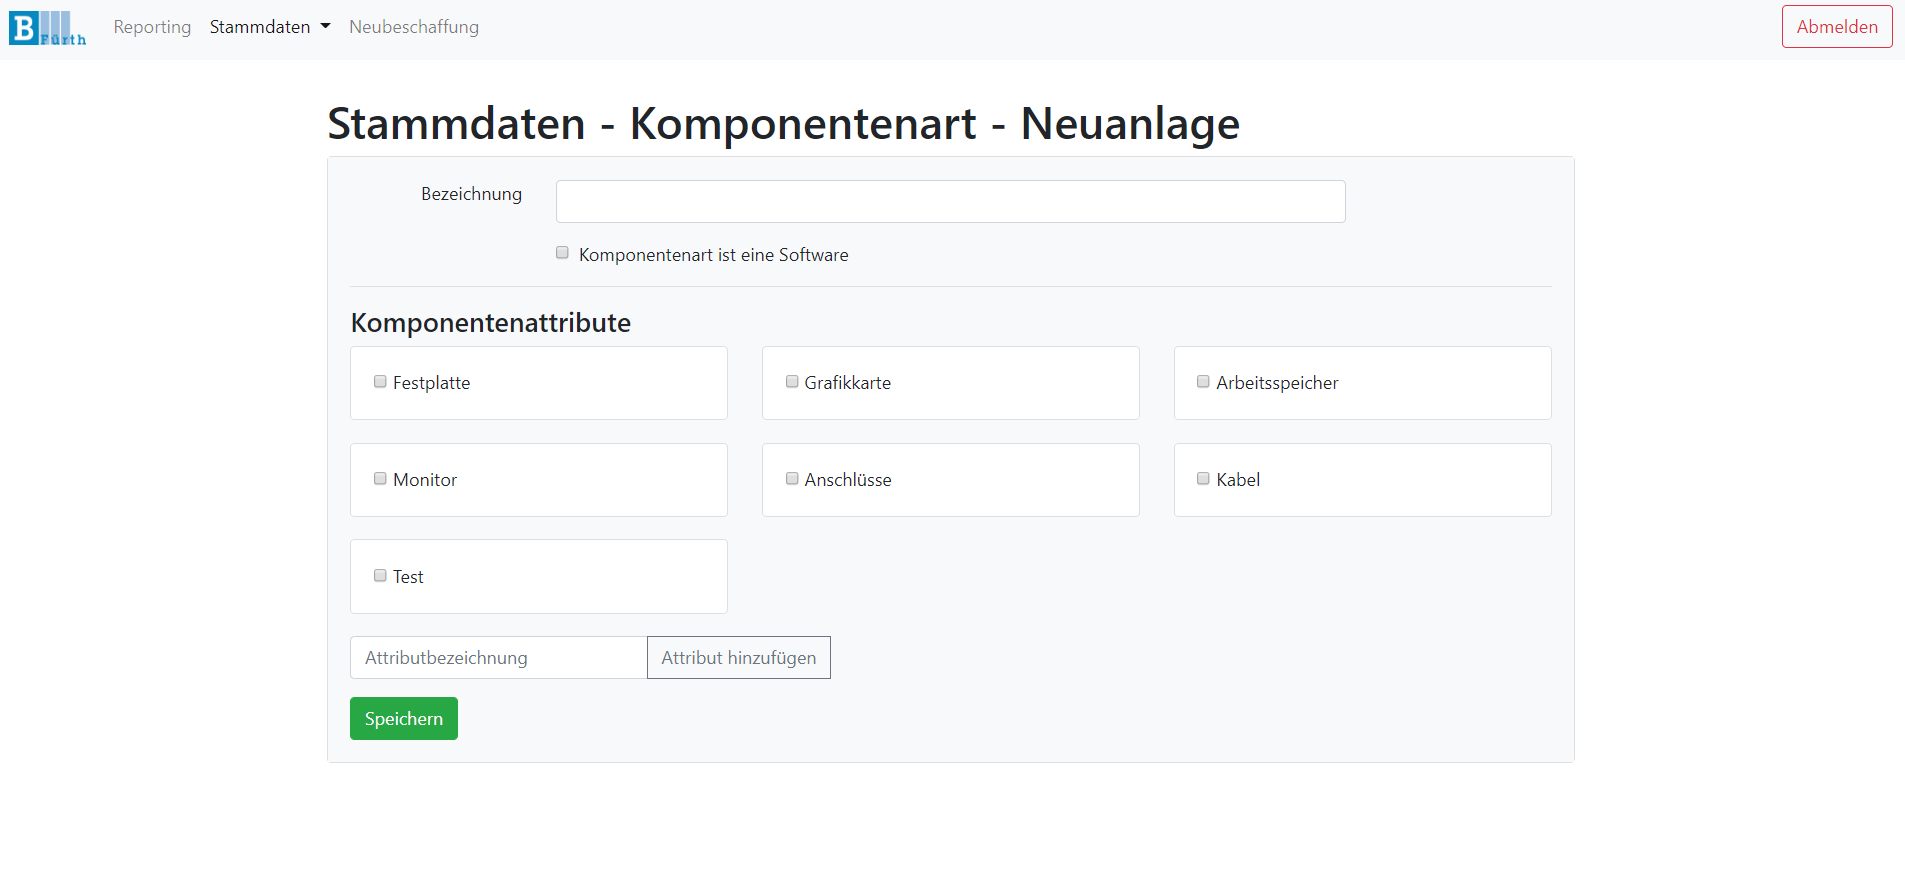 B Fürth Reporting Stammdaten Neubeschaffung Abmelden
Stammdaten - Komponentenart - Neuanlage
Bezeichnung
Komponentenart ist eine Software
Komponentenattribute
Festplatte Grafikkarte Arbeitsspeicher
Monitor Anschlüsse Kabel
Test
Attributbezeichnung Attribut hinzufügen
Speichern